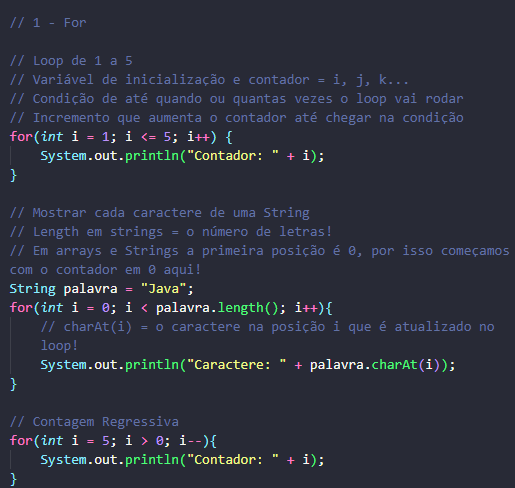 // 1 - For
// Loop de 1 a 5
// Variável de inicialização e contador = i, j, k...
// Condição de até quando ou quantas vezes o loop vai rodar
// Incremento que aumenta o contador até chegar na condição
for(int i = 1; i <= 5; i++) {
    System.out.println("Contador: " + i);
}
// Mostrar cada caractere de uma String
// Length em strings = o número de letras!
// Em arrays e Strings a primeira posição é 0, por isso começamos
com o contador em 0 aqui!
String palavra = "Java";
for(int i = 0; i < palavra.length(); i++){
    // charAt(i) = o caractere na posição i que é atualizado no
    loop!
    System.out.println("Caractere: " + palavra.charAt(i));
}
// Contagem Regressiva
for(int i = 5; i > 0; i--){
    System.out.println("Contador: " + i);
}